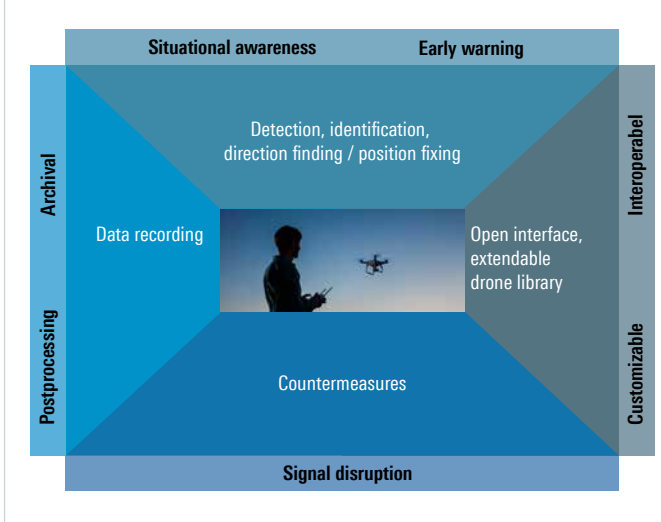 Situational awareness
Early warning
Detection, identification,
direction finding / position fixing
Archival
Postprocessing
Data recording
Open interface,
extendable
drone library
Interoperabel
Customizable
Countermeasures
Signal disruption